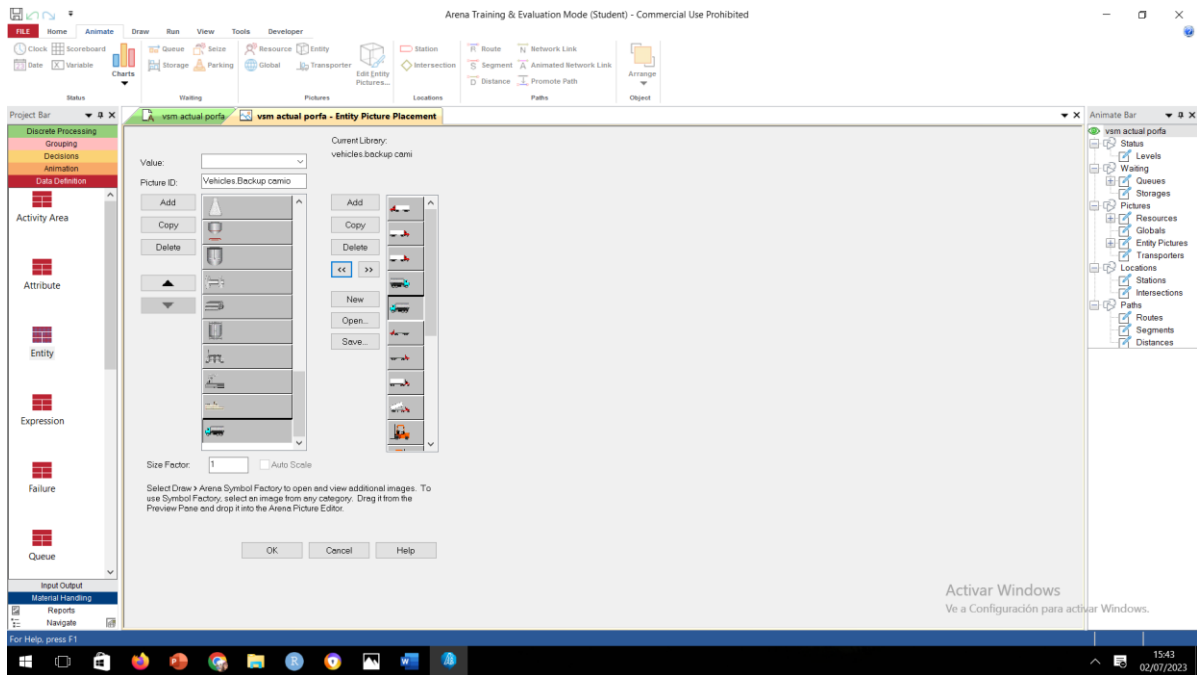 Arena Training & Evaluation Mode (Student) - Commercial Use Prohibited
FILE Home Animate Draw Run View Tools Developer
Clock Scoreboard
Date X Variable
Charts
Status
Queue Seize
Storage Parking
Waiting
Resource Entity
Global Transporter
Edit Entity
Pictures...
Pictures
Station
Intersection
Locations
R Route N Network Link
S Segment A Animated Network Link
D Distance Promote Path
Paths
Arrange
Object
Project Bar
Discrete Processing
Grouping
Decisions
Animation
Data Definition
Activity Area
Attribute
Entity
Expression
Failure
Queue
Input Output
Material Handling
Reports
Navigate
vsm actual porfa
vsm actual porfa - Entity Picture Placement
Current Library:
vehicles.backup cami
Value:
Picture ID: Vehicles.Backup camio
Add
Copy
Delete
Add
Copy
Delete
<< >>
New
Open...
Save...
Size Factor: 1 Auto Scale
Select Draw > Arena Symbol Factory to open and view additional images. To
use Symbol Factory, select an image from any category. Drag it from the
Preview Pane and drop it into the Arena Picture Editor.
OK Cancel Help
Animate Bar
vsm actual porfa
Status
Levels
Waiting
Queues
Storages
Pictures
Resources
Globals
Entity Pictures
Transporters
Locations
Stations
Intersections
Paths
Routes
Segments
Distances
Activar Windows
Ve a Configuración para activar Windows.
For Help, press F1
15:43
02/07/2023